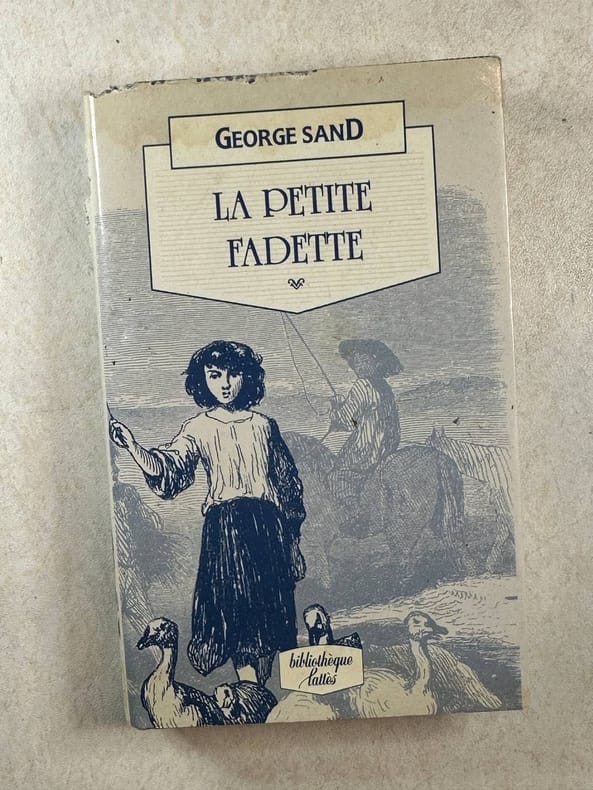 GEORGE SAND
LA PETITE
FADETTE
bibliothèque
lattès